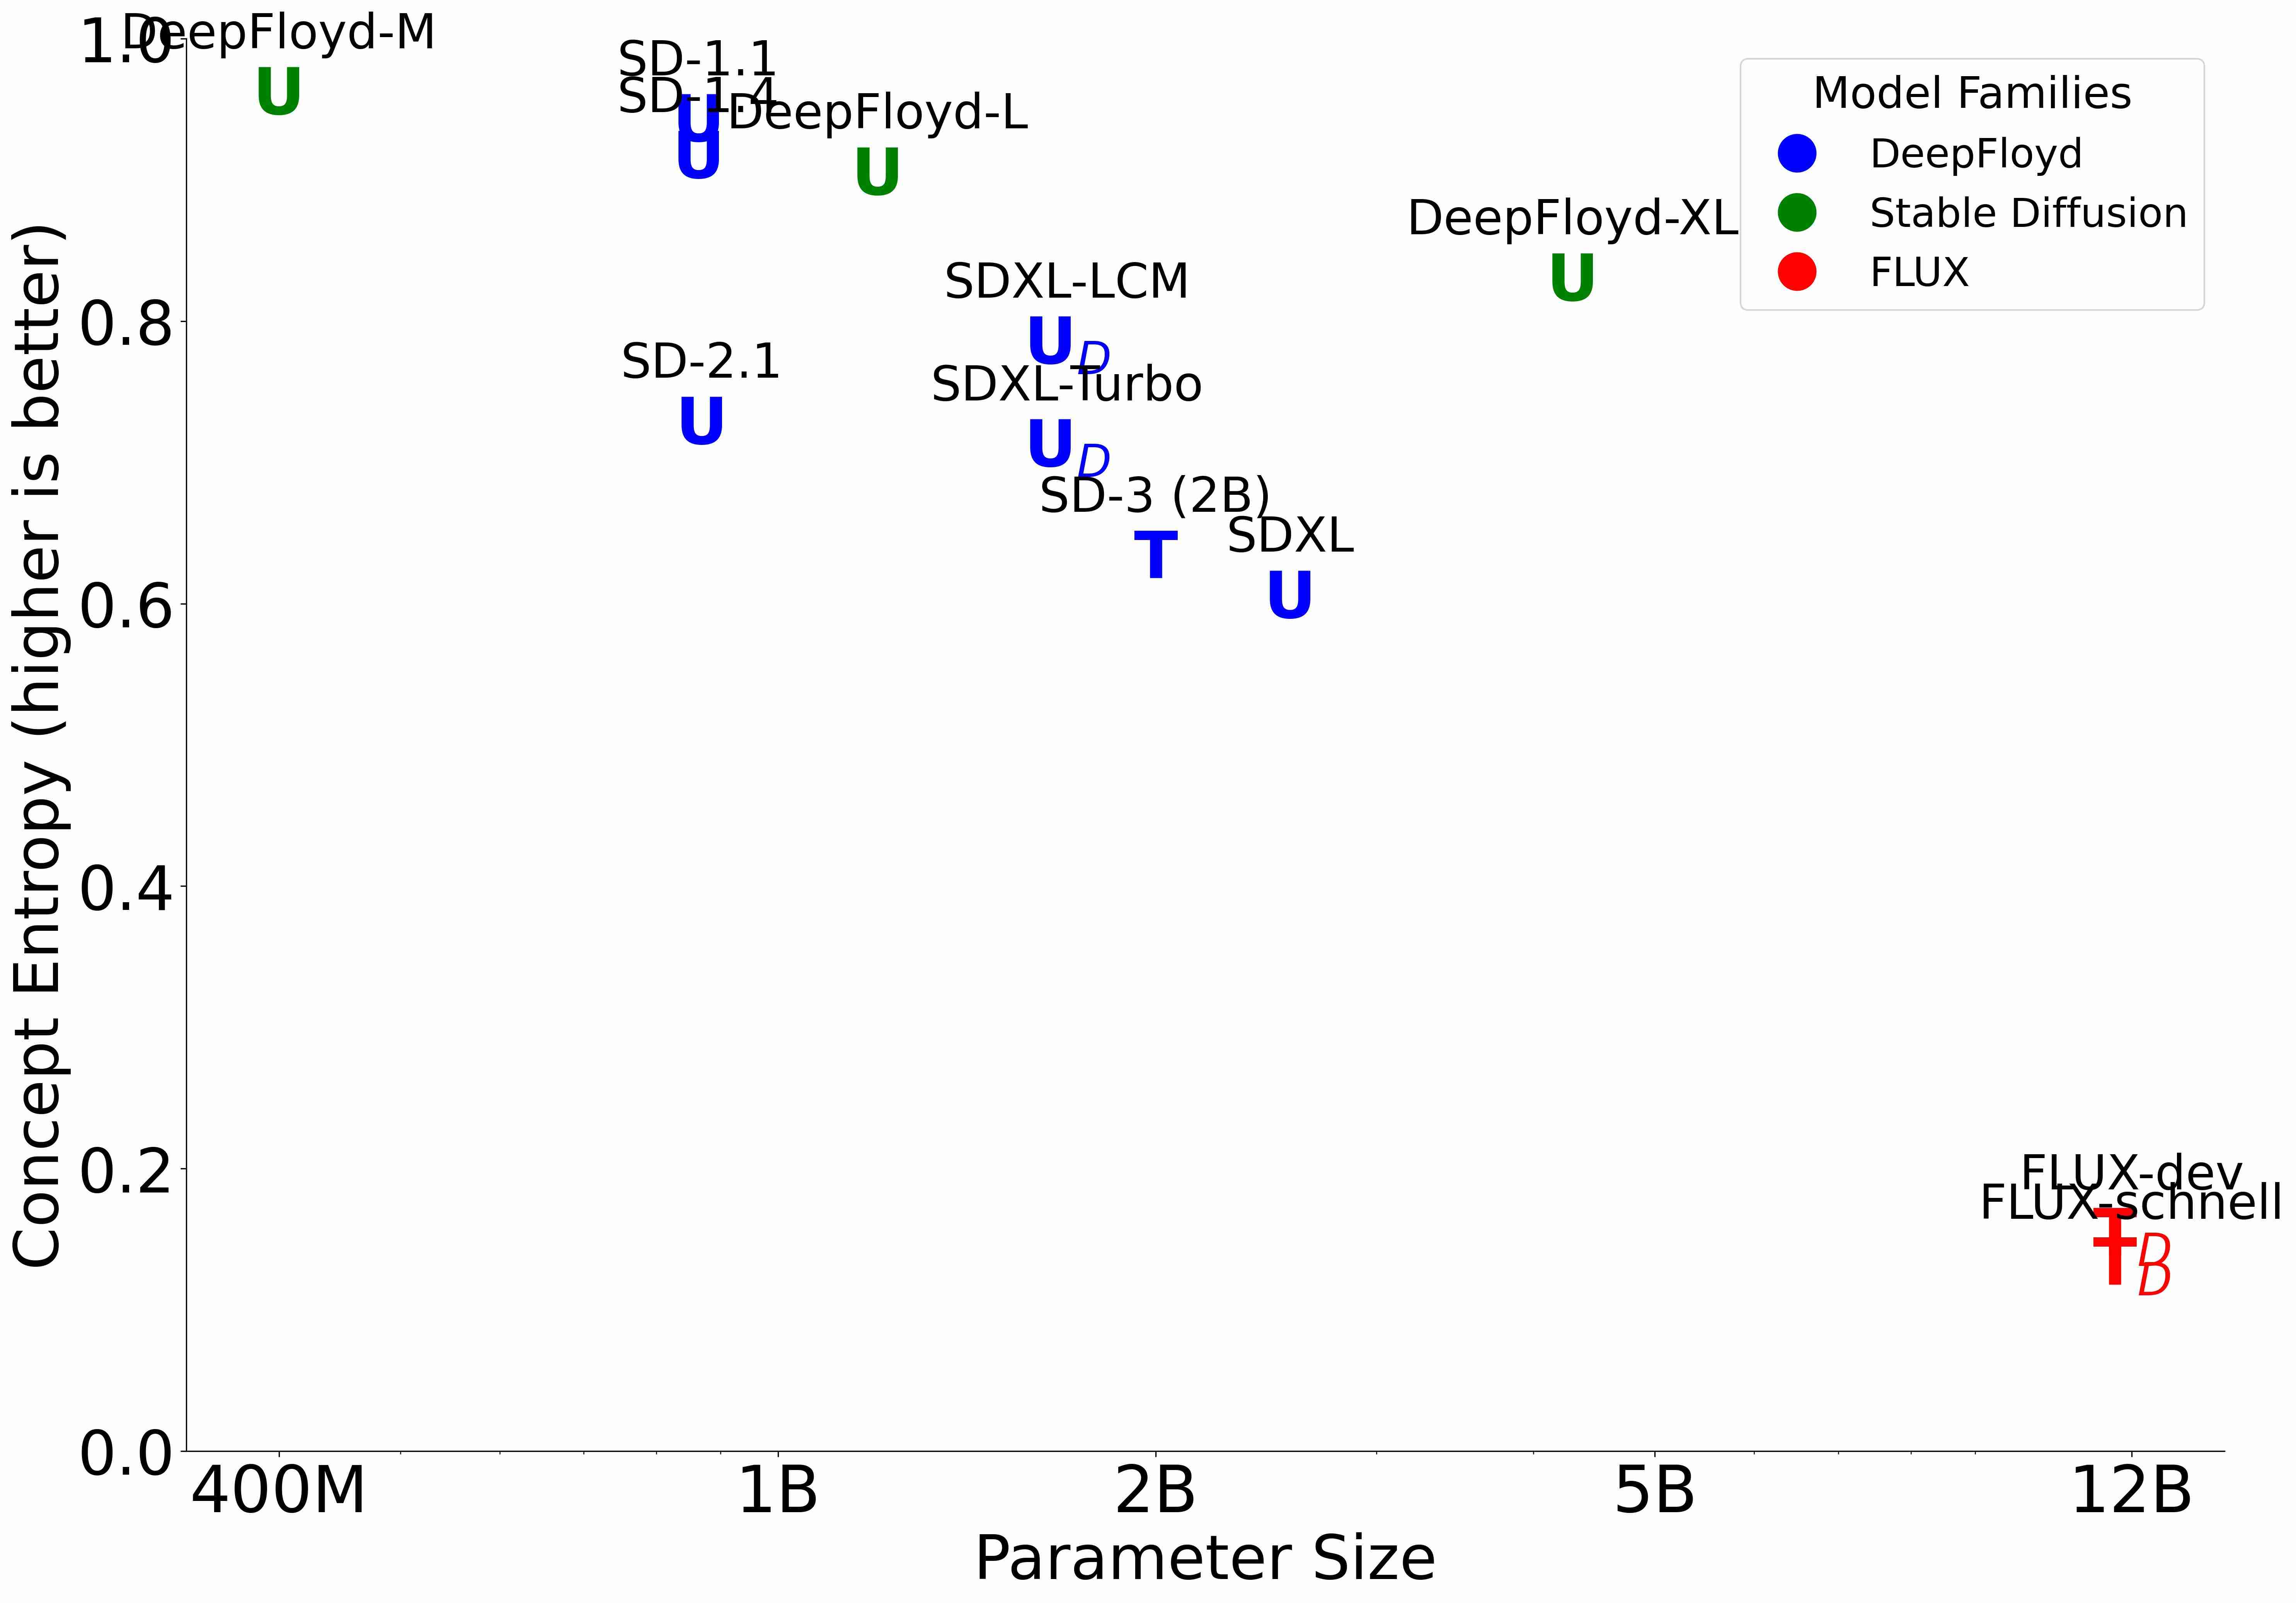 DeepFloyd-M
1.0
U
SD-1.1
SD-1.4
U
U
DeepFloyd-L
U
Model Families
DeepFloyd
Stable Diffusion
FLUX
DeepFloyd-XL
U
SDXL-LCM
U D
0.8
SD-2.1
U
SDXL-Turbo
U D
SD-3 (2B)
T
SDXL
U
0.6
0.4
0.2
0.0
FLUX-dev
T D
FLUX-schnell
T D
Concept Entropy (higher is better)
400M
1B
2B
5B
12B
Parameter Size